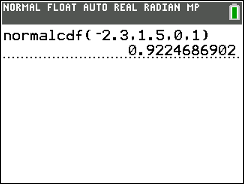 NORMAL FLOAT AUTO REAL RADIAN MP
normalcdf(⁻2.3,1.5,0,1)
0.9224686902